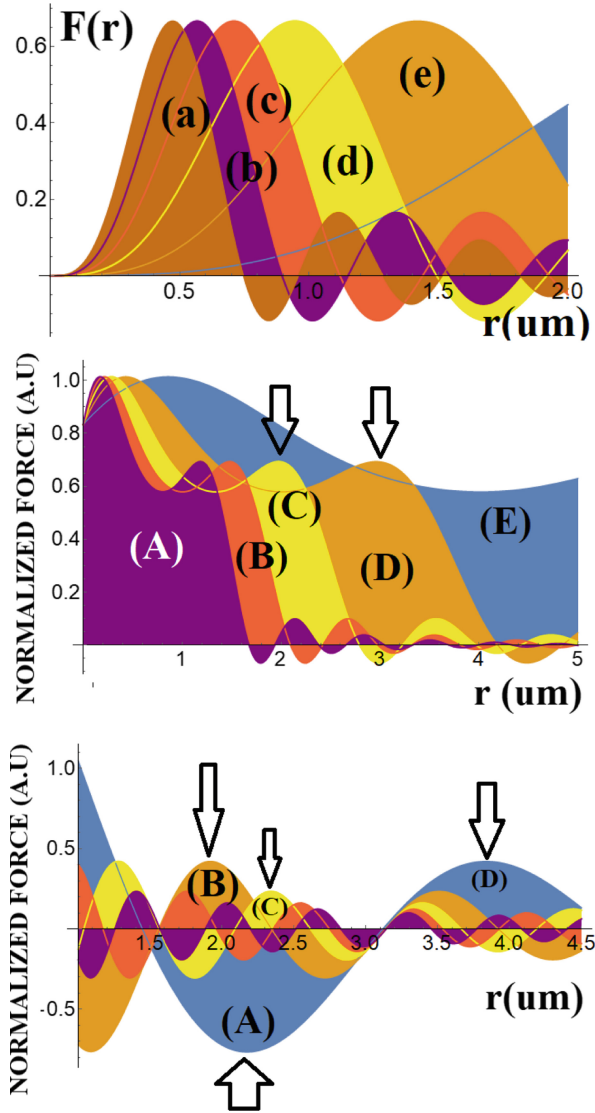 F(r)
0.6
0.4
0.2
0.5
1.0
1.5
2.0
(a)
(b)
(c)
(d)
(e)
r(um)
NORMALIZED FORCE (A.U)
1.0
0.8
0.6
0.4
0.2
1
2
3
4
5
(A)
(B)
(C)
(D)
(E)
r (um)
NORMALIZED FORCE (A.U)
1.0
0.5
-0.5
1.5
2.0
2.5
3.0
3.5
4.0
4.5
(A)
(B)
(C)
(D)
r(um)